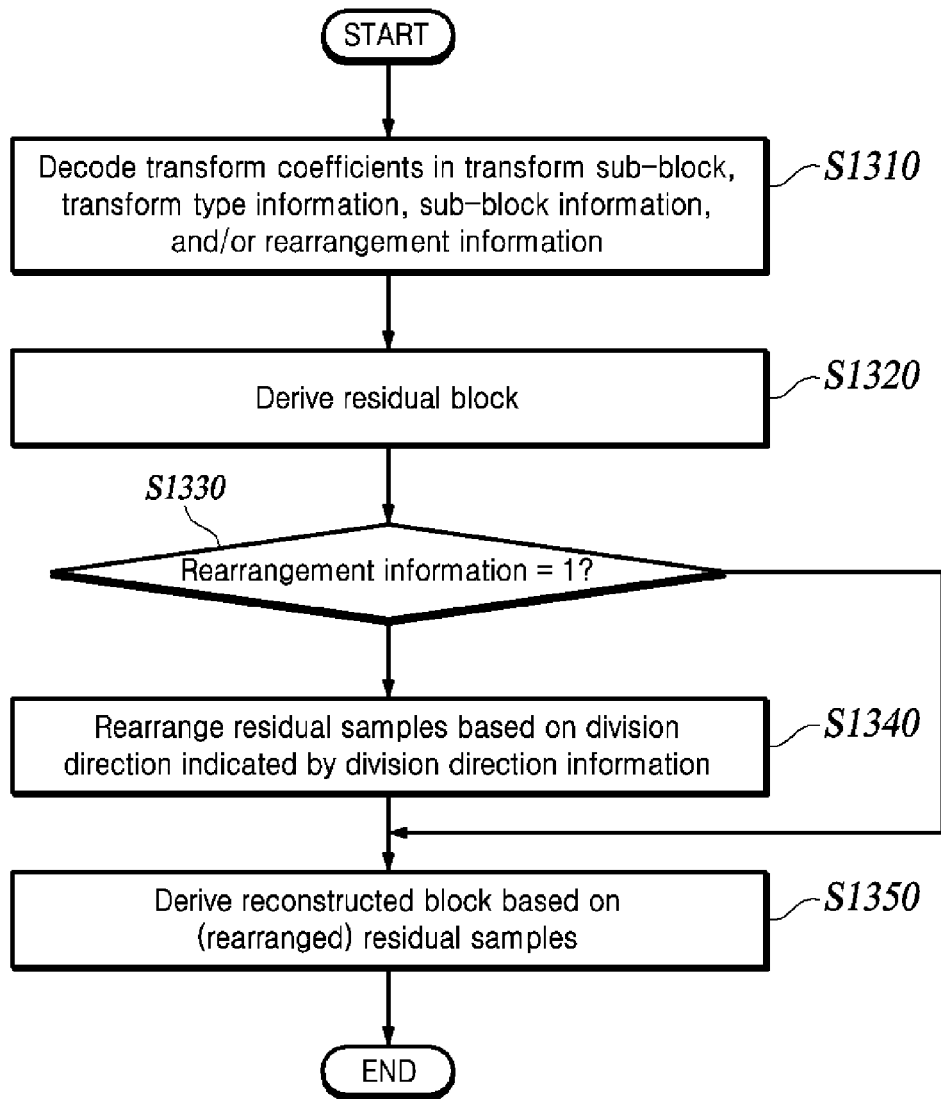 START
Decode transform coefficients in transform sub-block,
transform type information, sub-block information,
and/or rearrangement information
S1310
Derive residual block
S1320
S1330
Rearrangement information = 1?
Rearrange residual samples based on division
direction indicated by division direction information
S1340
Derive reconstructed block based on
(rearranged) residual samples
S1350
END